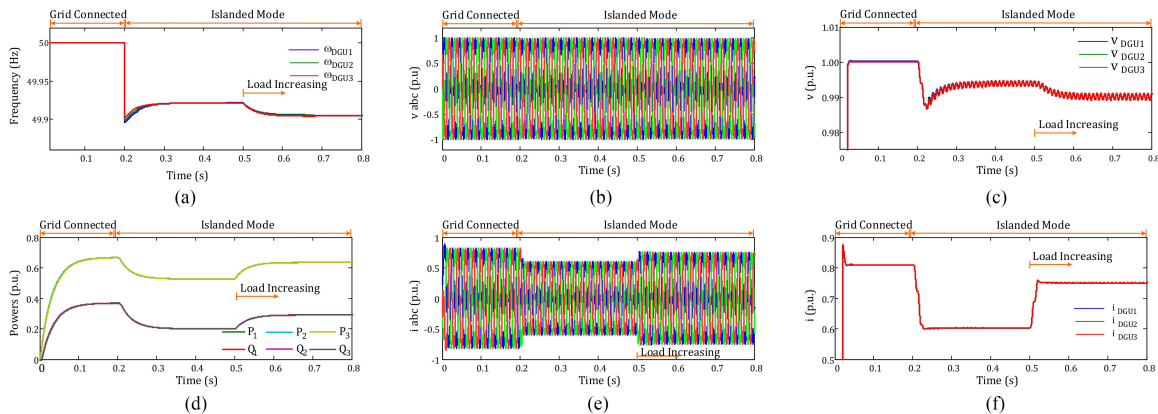 Grid Connected Islanded Mode
50
49.95
49.9
Frequency (Hz)
ωDGU1
ωDGU2
ωDGU3
Load Increasing
0.1 0.2 0.3 0.4 0.5 0.6 0.7 0.8
Time (s)
(a)
Grid Connected Islanded Mode
1
0.5
0
-0.5
-1
v abc (p.u.)
0 0.1 0.2 0.3 0.4 0.5 0.6 0.7 0.8
Time (s)
(b)
Grid Connected Islanded Mode
1.00
0.99
0.98
v (p.u.)
V DGU1
V DGU2
V DGU3
Load Increasing
0 0.1 0.2 0.3 0.4 0.5 0.6 0.7 0.8
Time (s)
(c)
Grid Connected Islanded Mode
0.8
0.6
0.4
0.2
0
Powers (p.u.)
Load Increasing
P1 P2 P3
Q1 Q2 Q3
0 0.1 0.2 0.3 0.4 0.5 0.6 0.7 0.8
Time (s)
(d)
Grid Connected Islanded Mode
1
0.5
0
-0.5
-1
i abc (p.u.)
Load Increasing
0 0.1 0.2 0.3 0.4 0.5 0.6 0.7 0.8
Time (s)
(e)
Grid Connected Islanded Mode
0.9
0.8
0.7
0.6
0.5
i (p.u.)
Load Increasing
i DGU1
i DGU2
i DGU3
0 0.1 0.2 0.3 0.4 0.5 0.6 0.7 0.8
Time (s)
(f)